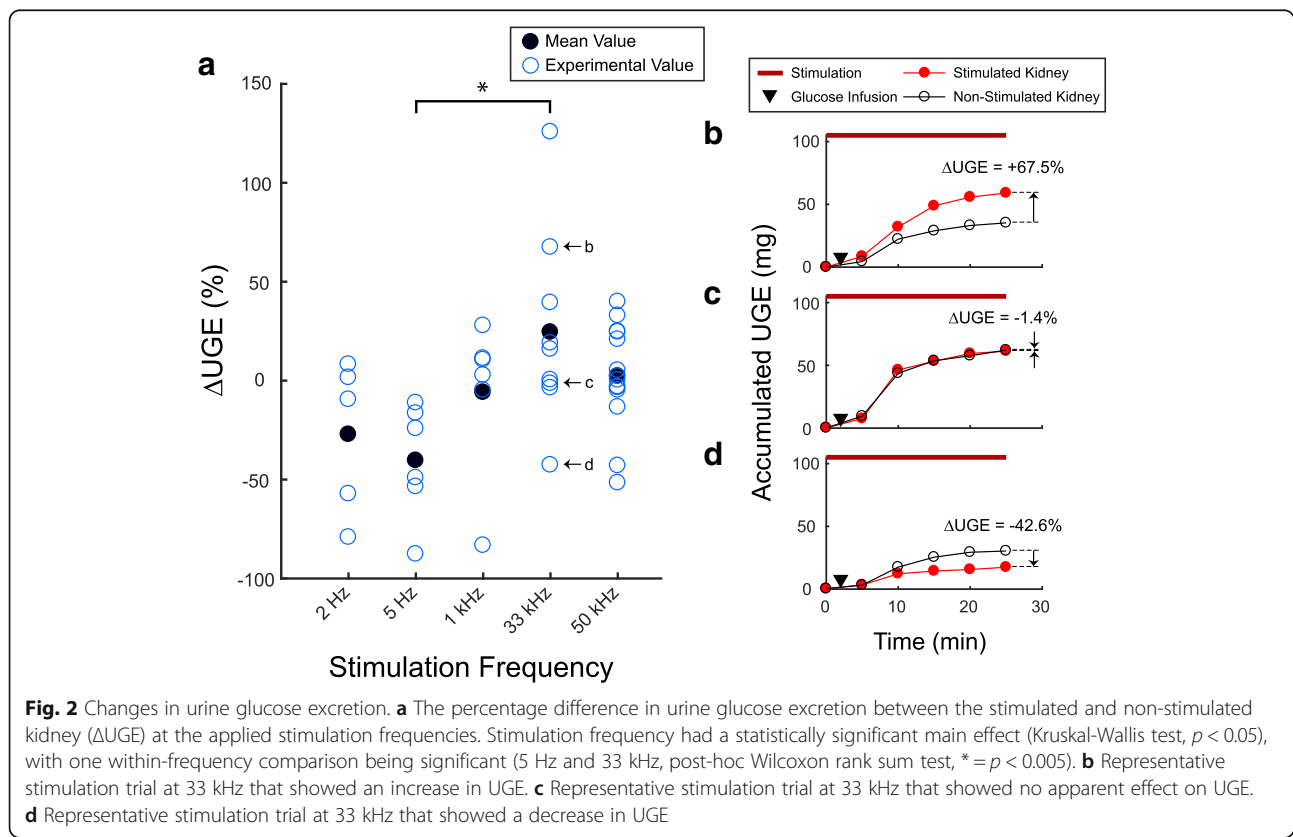 a
Mean Value
Experimental Value
*
150
100
50
0
-50
-100
ΔUGE (%)
←b
←c
←d
2 Hz
5 Hz
1 kHz
33 kHz
50 kHz
Stimulation Frequency
Stimulation
Stimulated Kidney
Glucose Infusion
Non-Stimulated Kidney
b
100
50
0
ΔUGE = +67.5%
c
100
50
0
ΔUGE = -1.4%
d
100
50
0
ΔUGE = -42.6%
Accumulated UGE (mg)
0
10
20
30
Time (min)
Fig. 2 Changes in urine glucose excretion. a The percentage difference in urine glucose excretion between the stimulated and non-stimulated
kidney (ΔUGE) at the applied stimulation frequencies. Stimulation frequency had a statistically significant main effect (Kruskal-Wallis test, p < 0.05),
with one within-frequency comparison being significant (5 Hz and 33 kHz, post-hoc Wilcoxon rank sum test, * = p < 0.005). b Representative
stimulation trial at 33 kHz that showed an increase in UGE. c Representative stimulation trial at 33 kHz that showed no apparent effect on UGE.
d Representative stimulation trial at 33 kHz that showed a decrease in UGE